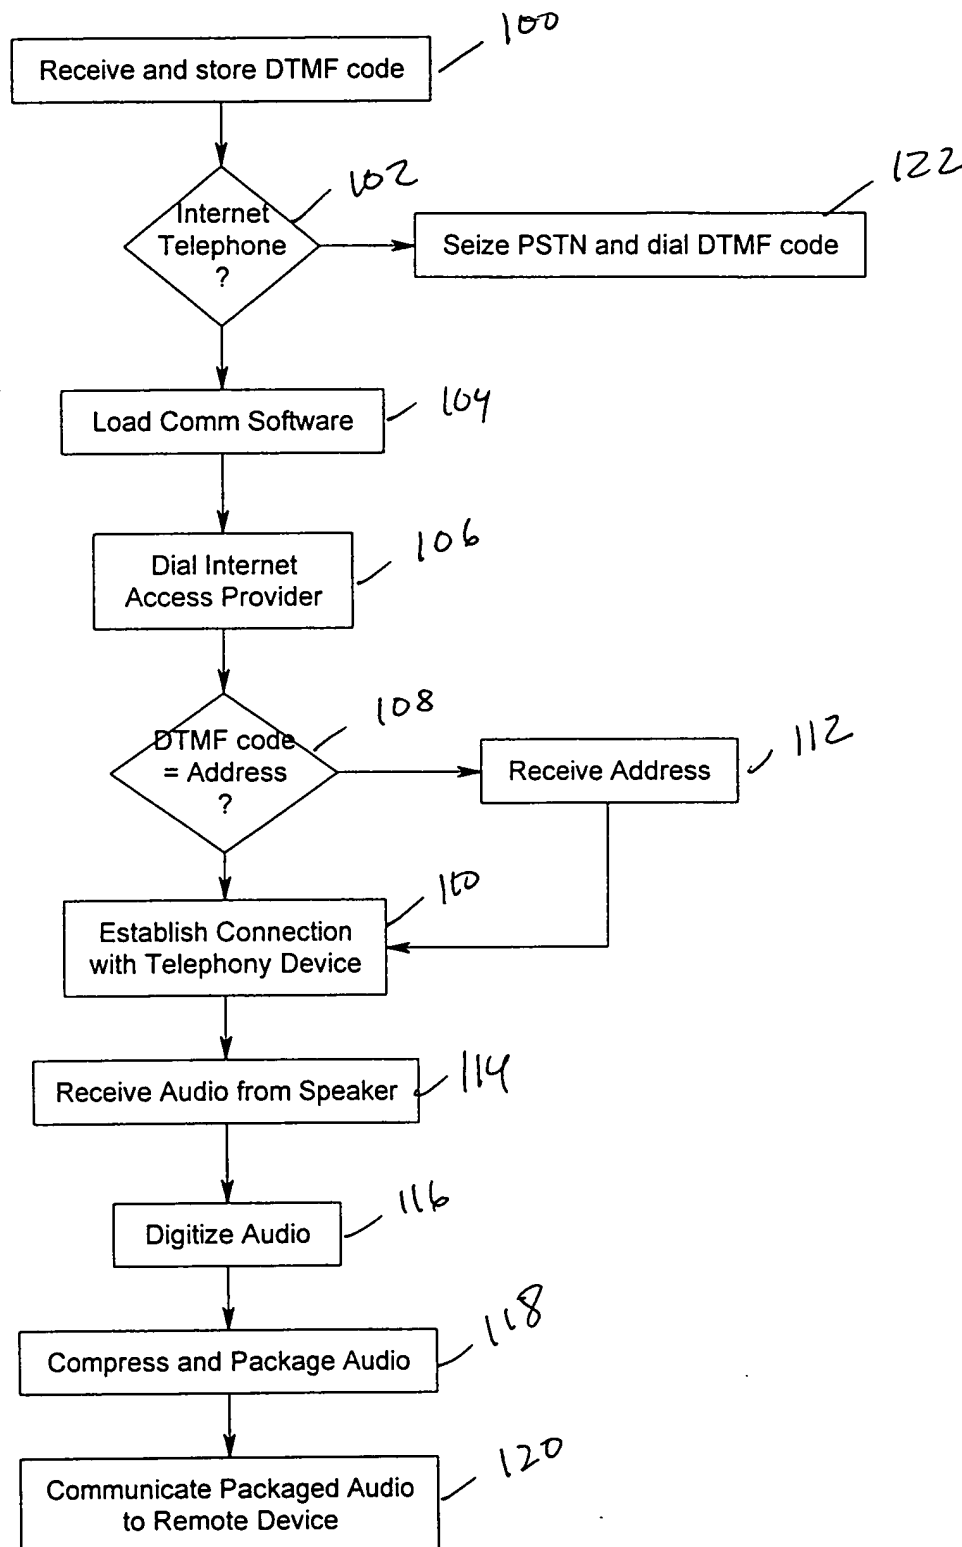 100
Receive and store DTMF code
102
122
Internet
Telephone
?
Seize PSTN and dial DTMF code
104
Load Comm Software
106
Dial Internet
Access Provider
108
112
DTMF code
= Address
?
Receive Address
110
Establish Connection
with Telephony Device
114
Receive Audio from Speaker
116
Digitize Audio
118
Compress and Package Audio
120
Communicate Packaged Audio
to Remote Device